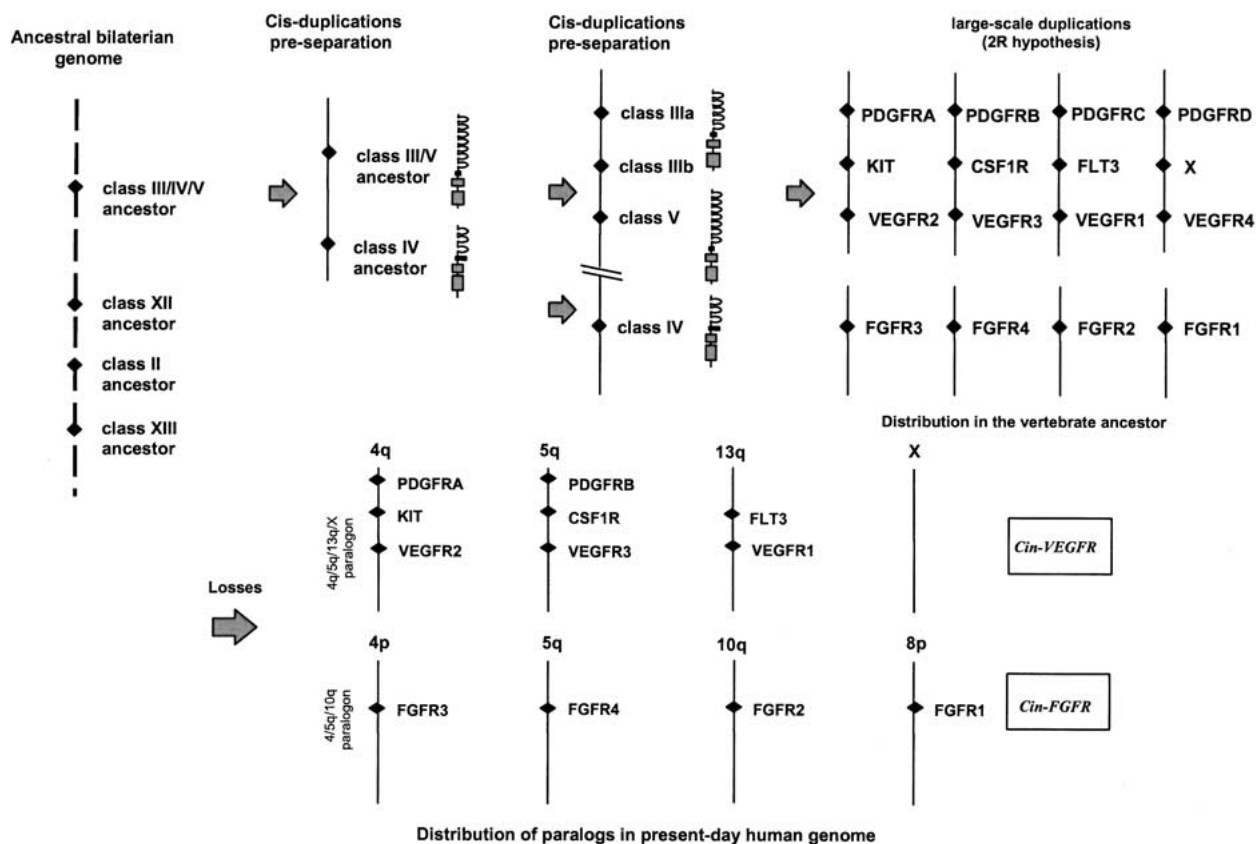 Ancestral bilaterian
genome
class III/IV/V
ancestor
class XII
ancestor
class II
ancestor
class XIII
ancestor
Cis-duplications
pre-separation
class III/V
ancestor
class IV
ancestor
Cis-duplications
pre-separation
class IIIa
class IIIb
class V
class IV
large-scale duplications
(2R hypothesis)
PDGFRA PDGFRB PDGFRC PDGFRD
KIT CSF1R FLT3 X
VEGFR2 VEGFR3 VEGFR1 VEGFR4
FGFR3 FGFR4 FGFR2 FGFR1
Distribution in the vertebrate ancestor
Losses
4q/5q/13q/X
paralogon
4q 5q 13q X
PDGFRA PDGFRB
KIT CSF1R FLT3
VEGFR2 VEGFR3 VEGFR1
Cin-VEGFR
4/5q/10q
paralogon
4p 5q 10q 8p
FGFR3 FGFR4 FGFR2 FGFR1
Cin-FGFR
Distribution of paralogs in present-day human genome